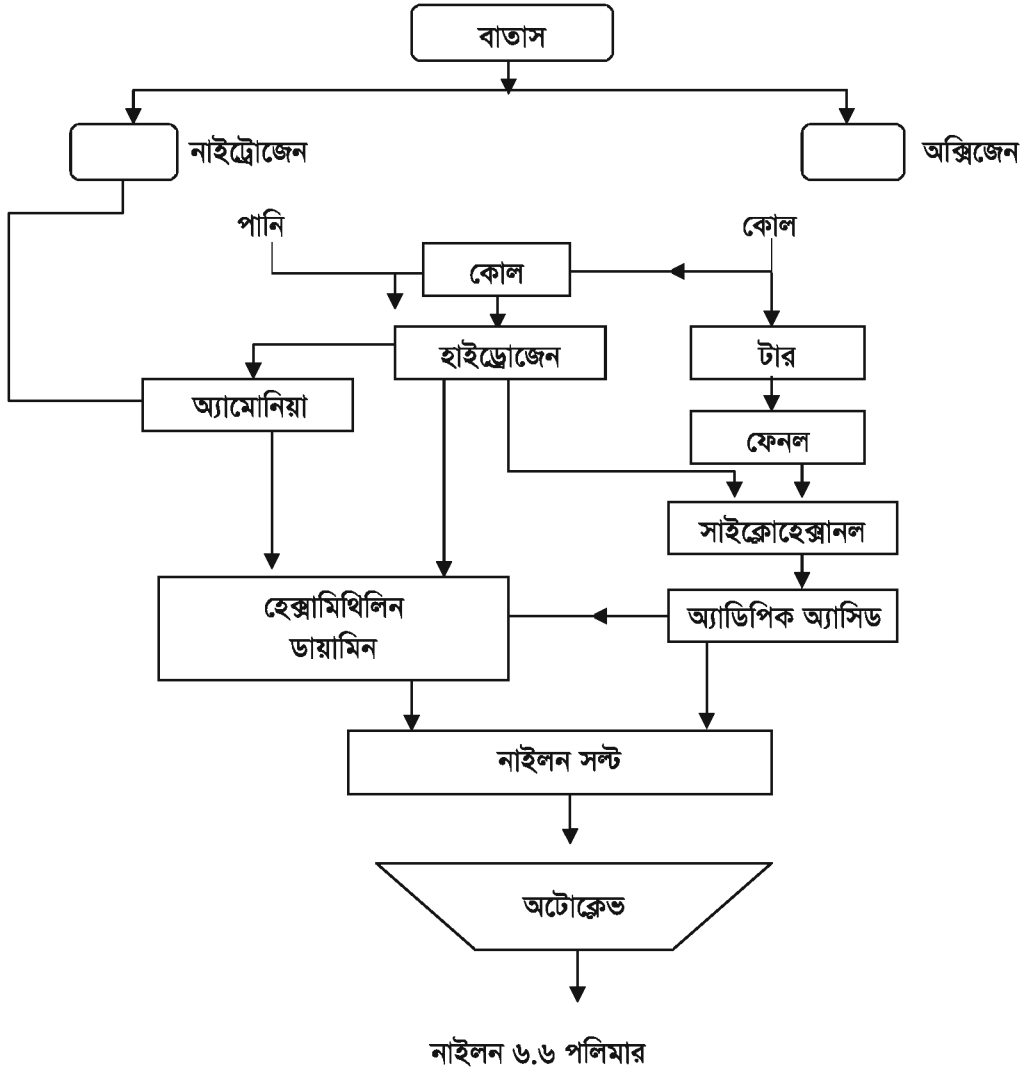 বাতাস
নাইট্রোজেন
অক্সিজেন
পানি
কোল
কোল
হাইড্রোজেন
টার
অ্যামোনিয়া
ফেনল
সাইক্লোহেক্সানল
হেক্সামিথিলিন
ডায়ামিন
অ্যাডিপিক অ্যাসিড
নাইলন সল্ট
অটোক্লেভ
নাইলন ৬.৬ পলিমার